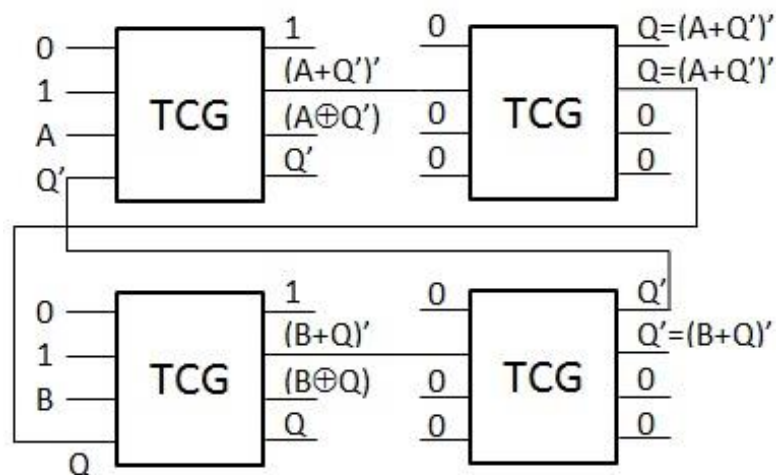 0 1 0 Q=(A+Q')'
1 TCG (A+Q')' TCG Q=(A+Q')'
A (A⊕Q') 0 0
Q' Q' 0 0
0 1 0 Q'
1 TCG (B+Q)' TCG Q'=(B+Q)'
B (B⊕Q) 0 0
Q Q 0 0